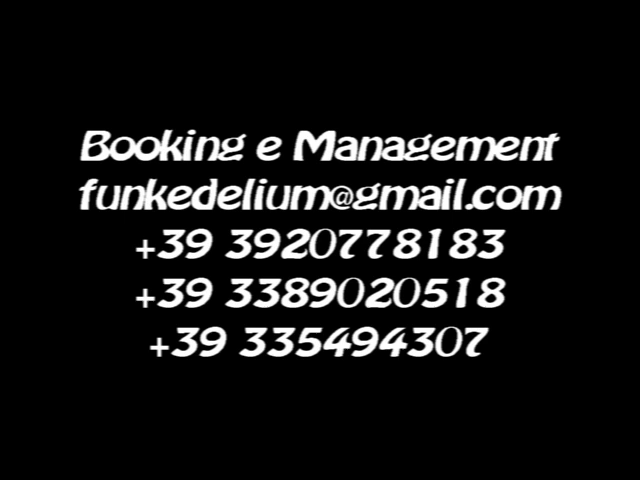 Booking e Management
funkedelium@gmail.com
+39 3920778183
+39 3389020518
+39 335494307